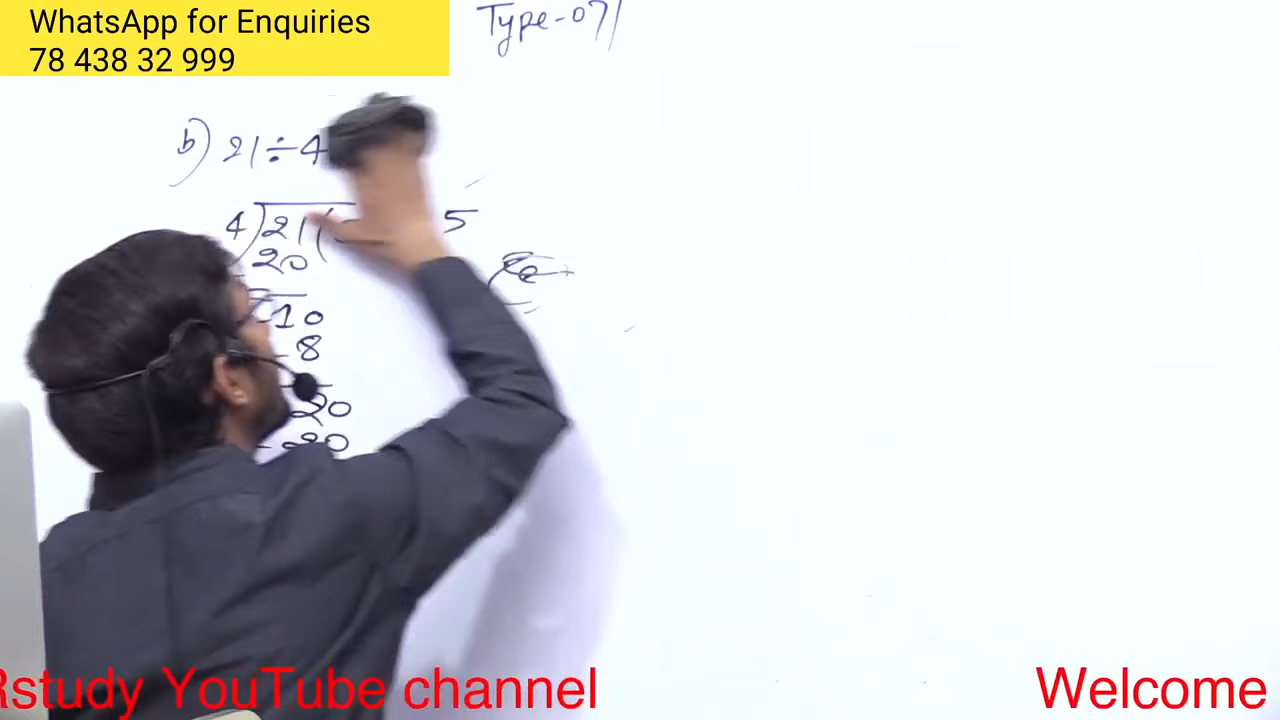 WhatsApp for Enquiries
78 438 32 999
Type-07
b) 21÷4
4)21( 5
20
10
- 8
20
- 20
Rstudy YouTube channel
Welcome